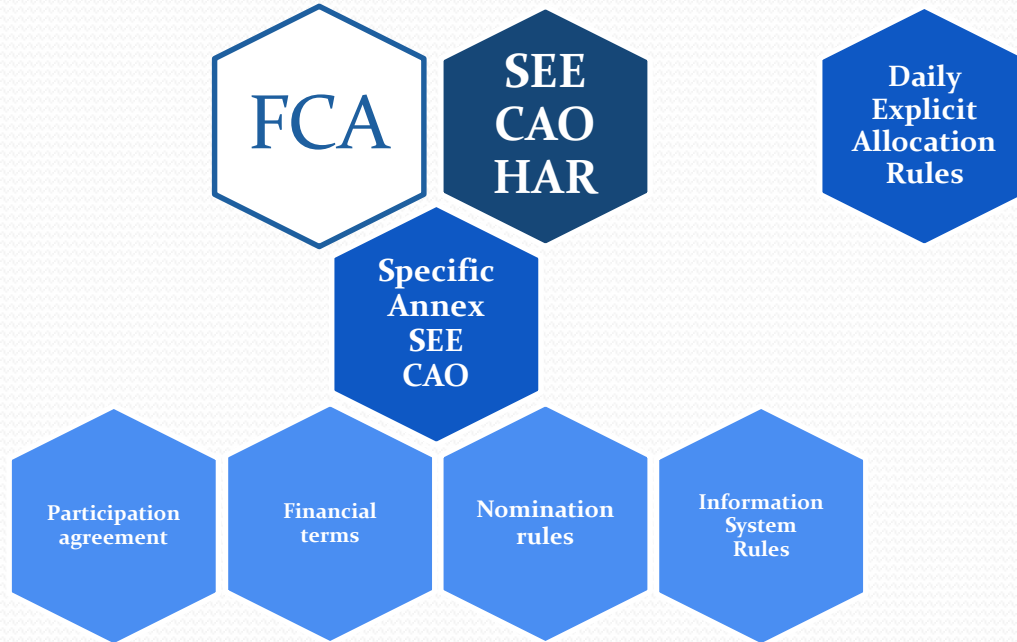 FCA
SEE
CAO
HAR
Daily
Explicit
Allocation
Rules
Specific
Annex
SEE
CAO
Participation
agreement
Financial
terms
Nomination
rules
Information
System
Rules